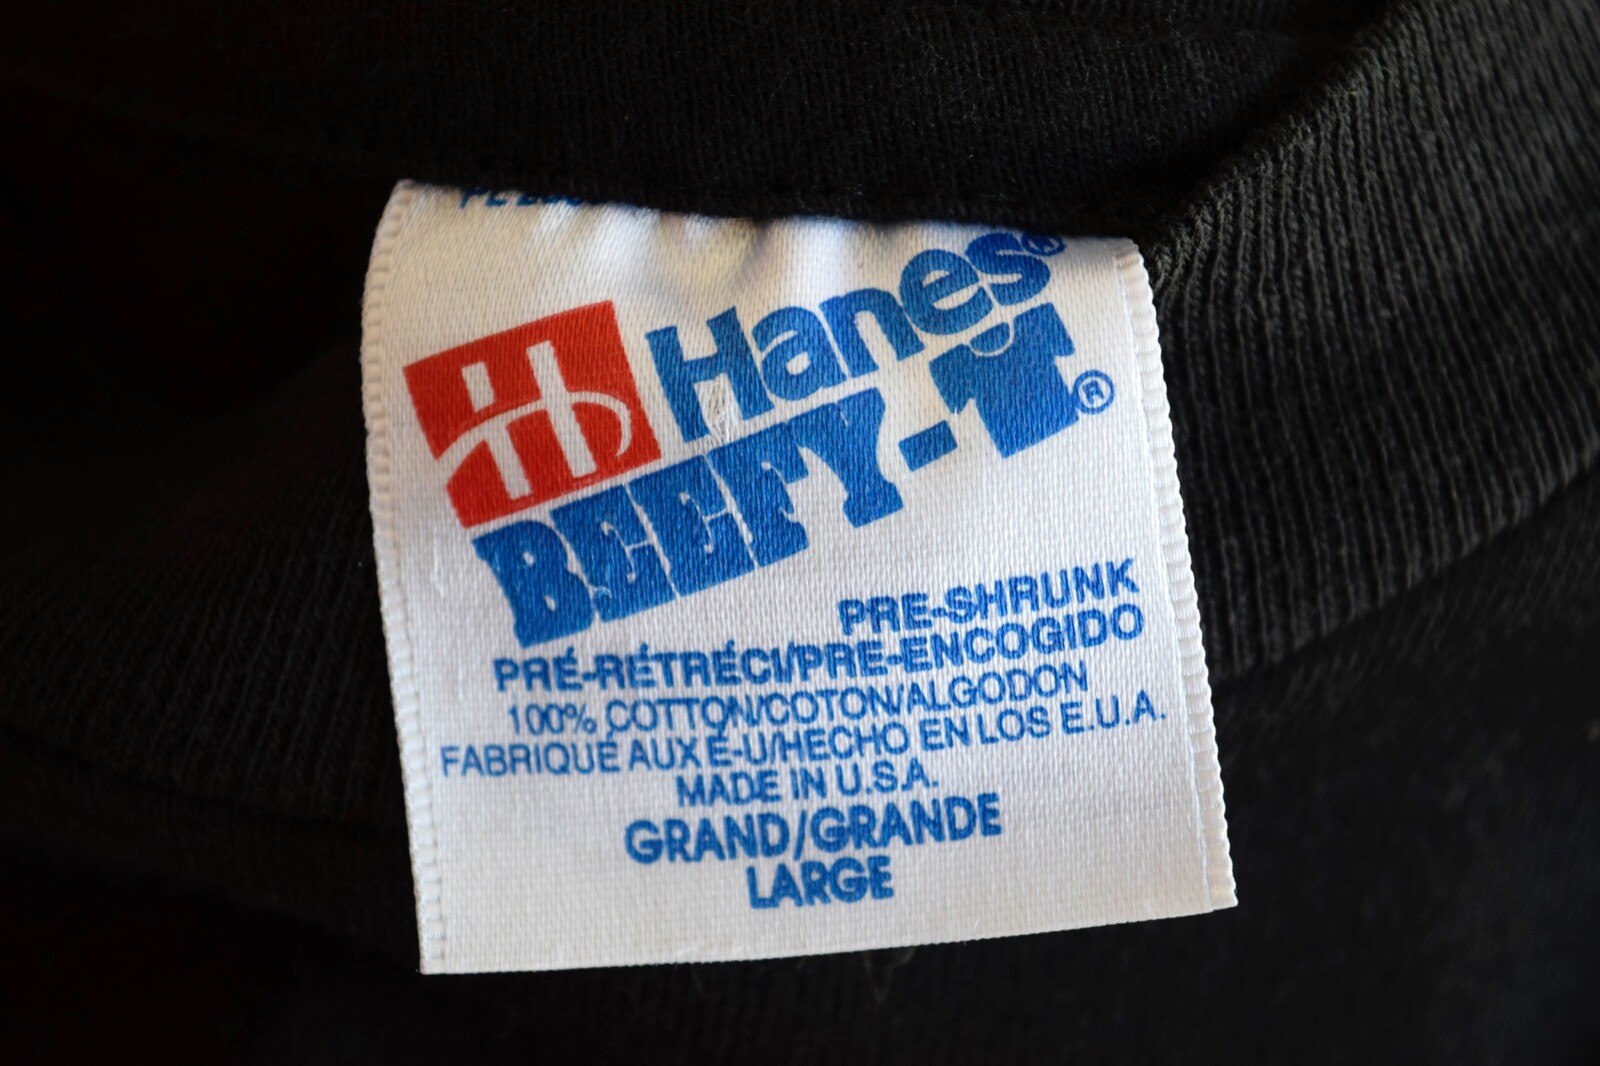 Hanes®
BEEFY-T®
PRE-SHRUNK
PRÉ-RÉTRÉCI/PRE-ENCOGIDO
100% COTTON/COTON/ALGODON
FABRIQUÉ AUX É-U/HECHO EN LOS E.U.A.
MADE IN U.S.A.
GRAND/GRANDE
LARGE